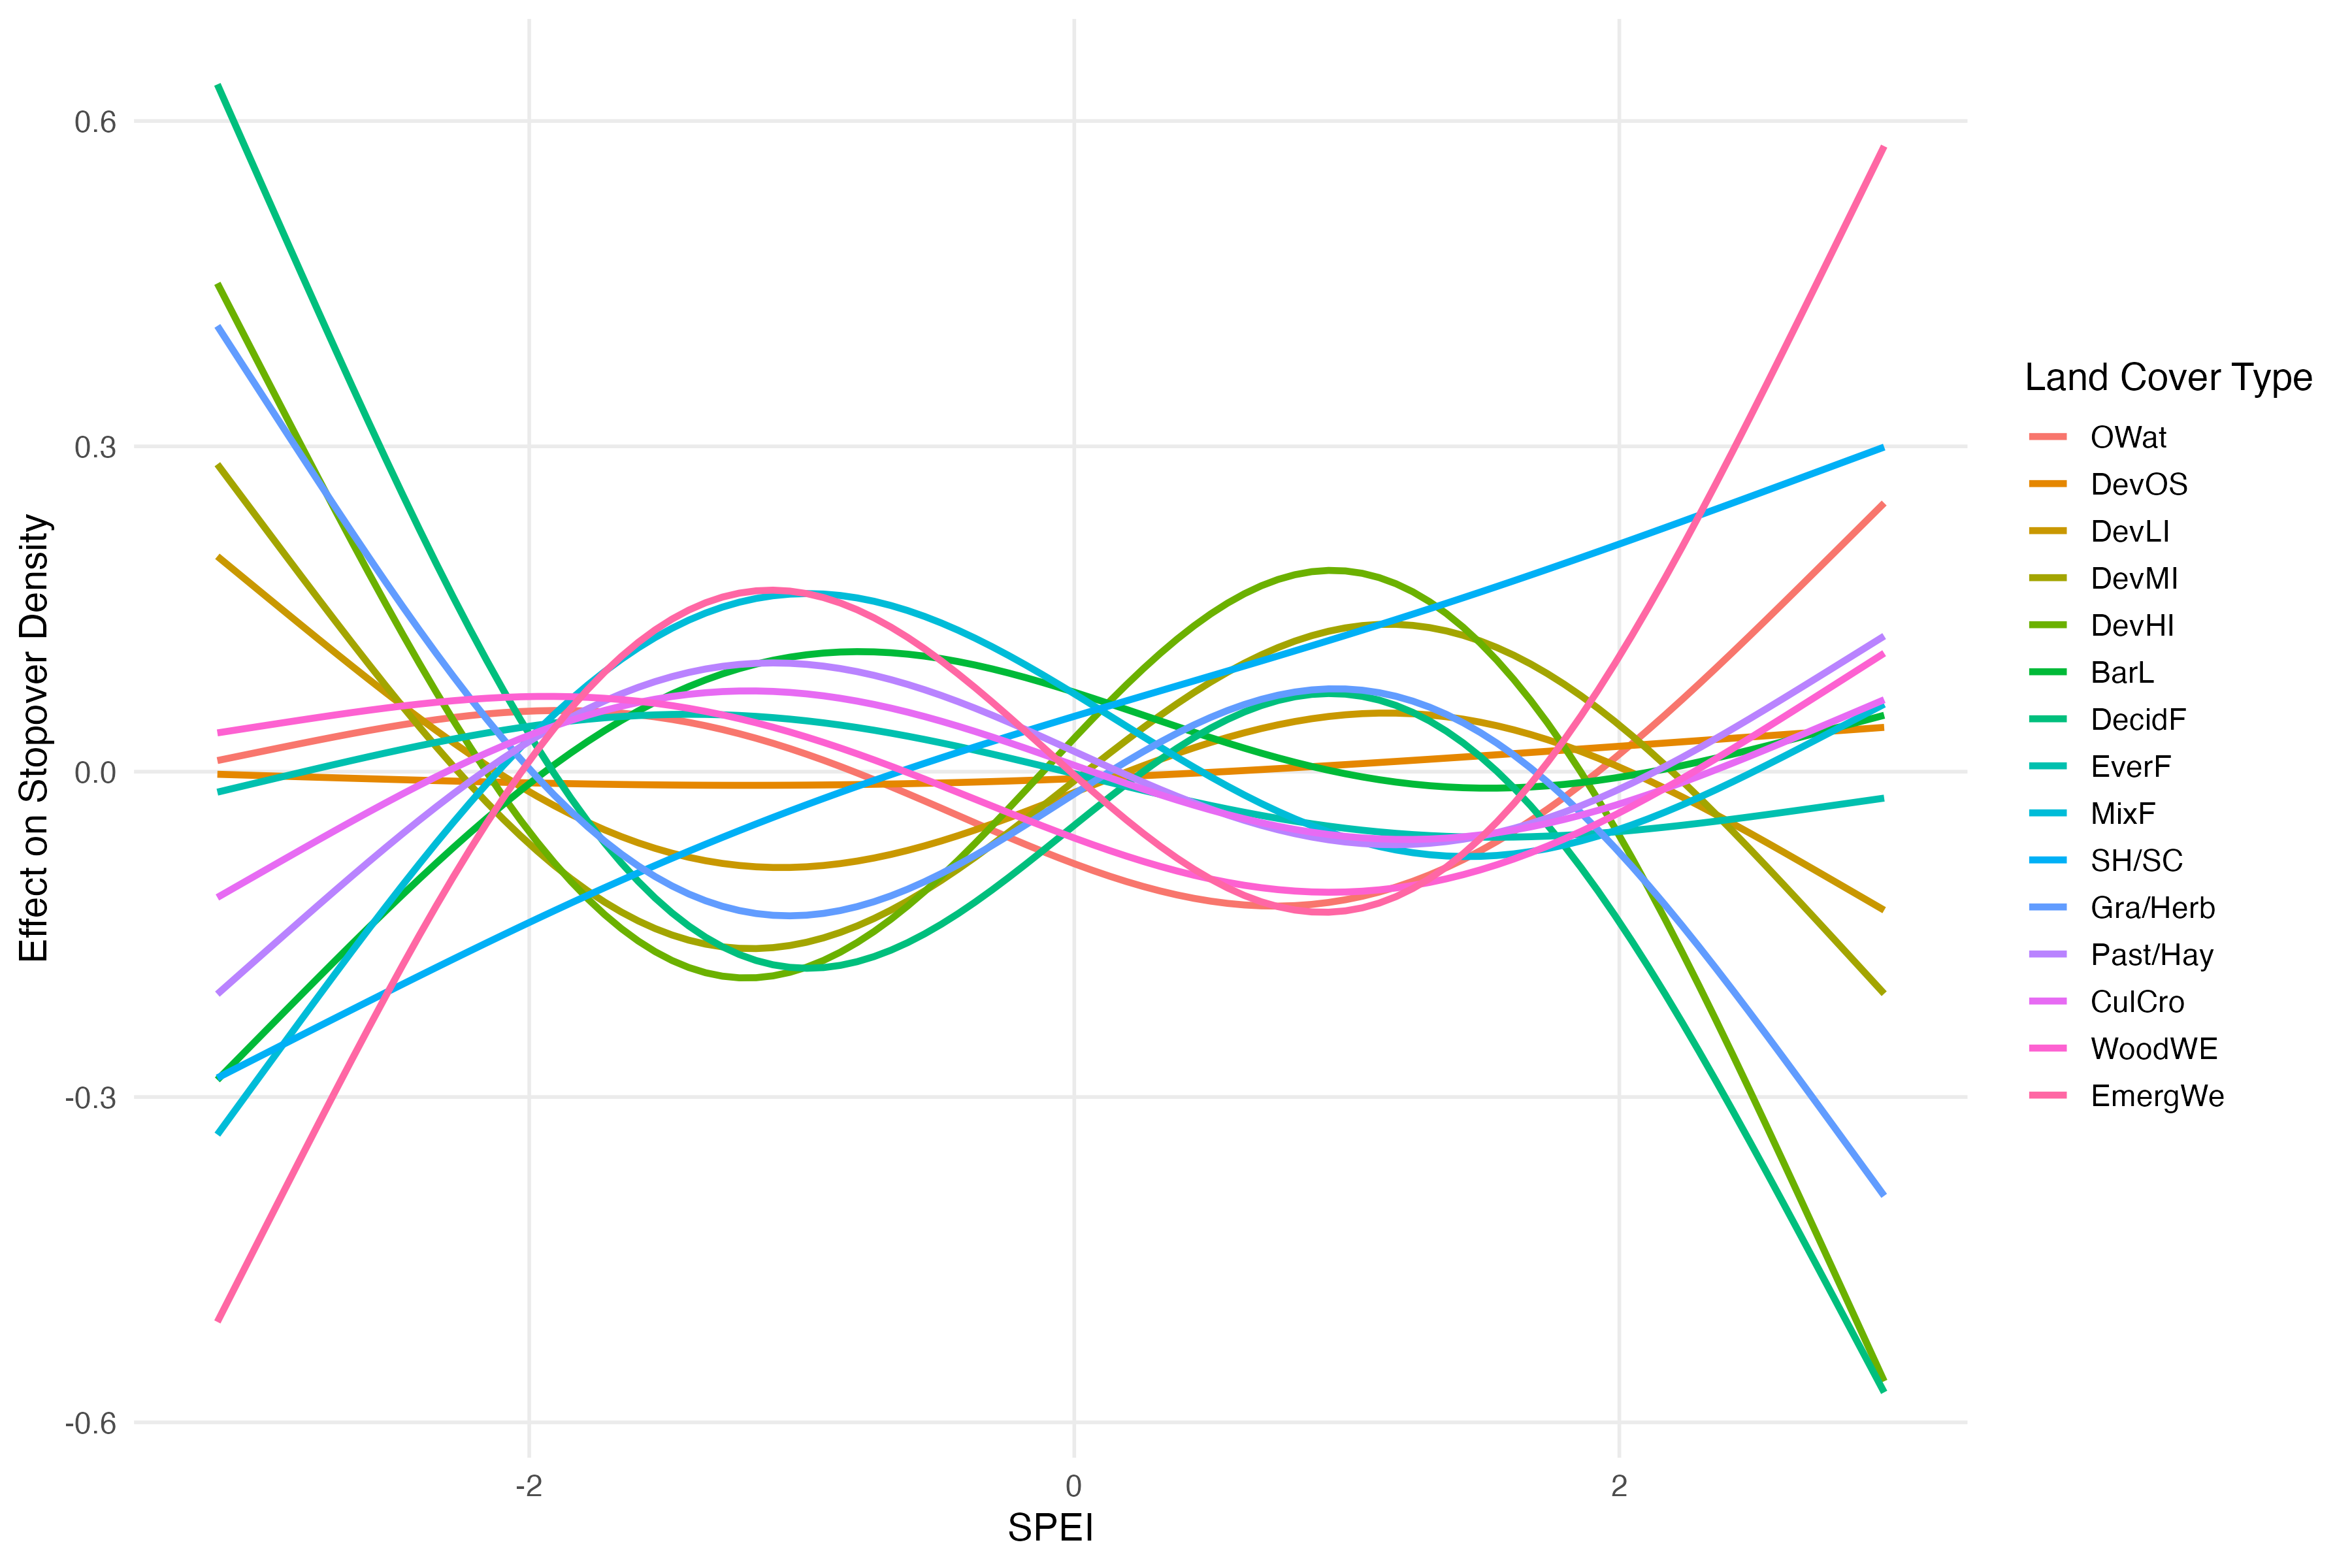 Effect on Stopover Density
0.6
0.3
0.0
-0.3
-0.6
-2
0
2
SPEI
Land Cover Type
OWat
DevOS
DevLI
DevMI
DevHI
BarL
DecidF
EverF
MixF
SH/SC
Gra/Herb
Past/Hay
CulCro
WoodWE
EmergWe